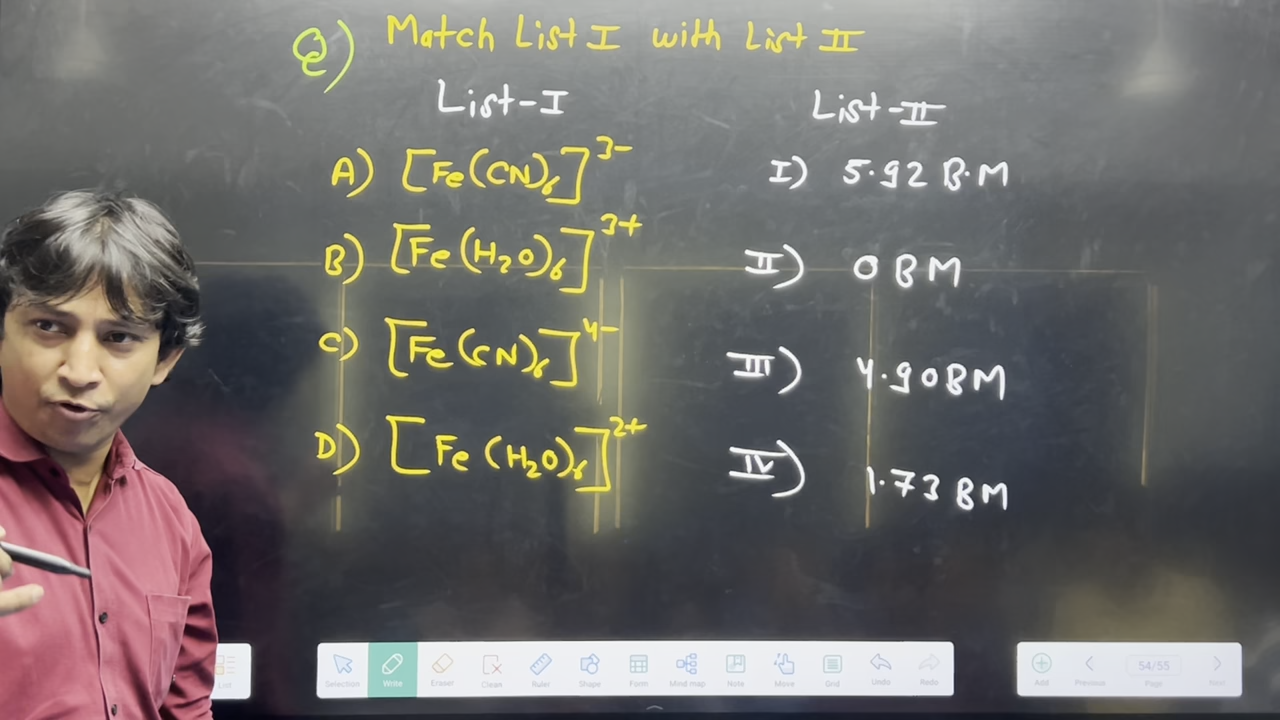 Q) Match List I with List II
List-I List-II
A) [Fe(CN)₆]³⁻ I) 5.92 B.M
B) [Fe(H₂O)₆]³⁺ II) 0 BM
C) [Fe(CN)₆]⁴⁻ III) 4.90BM
D) [Fe(H₂O)₆]²⁺ IV) 1.73 BM
Selection Write Eraser Clean Ruler Shape Form Mind map Note Move Grid Undo Redo Add Previous 54/55 Page Next